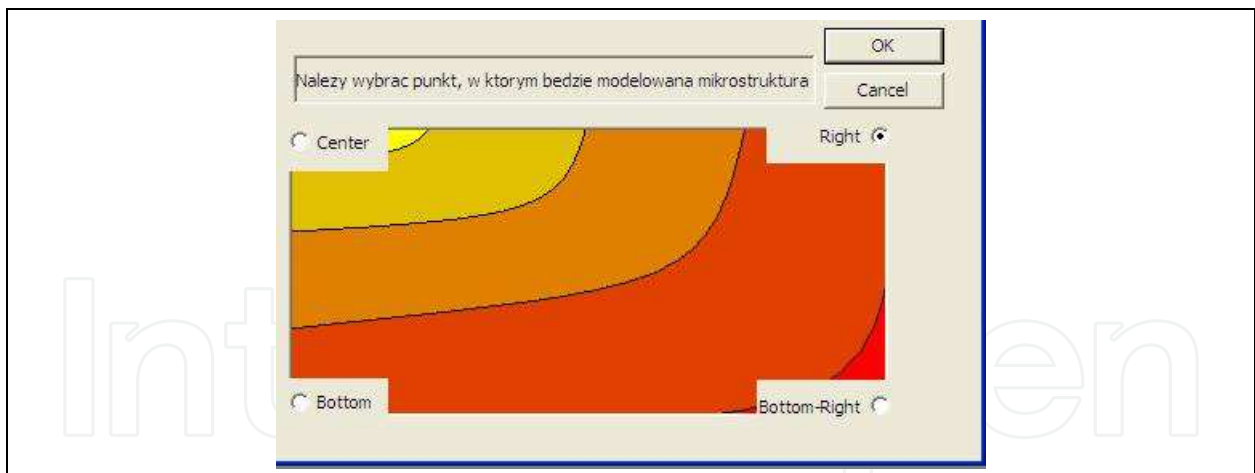 OK
Nalezy wybrac punkt, w ktorym bedzie modelowana mikrostruktura
Cancel
Center
Right
Bottom
Bottom-Right